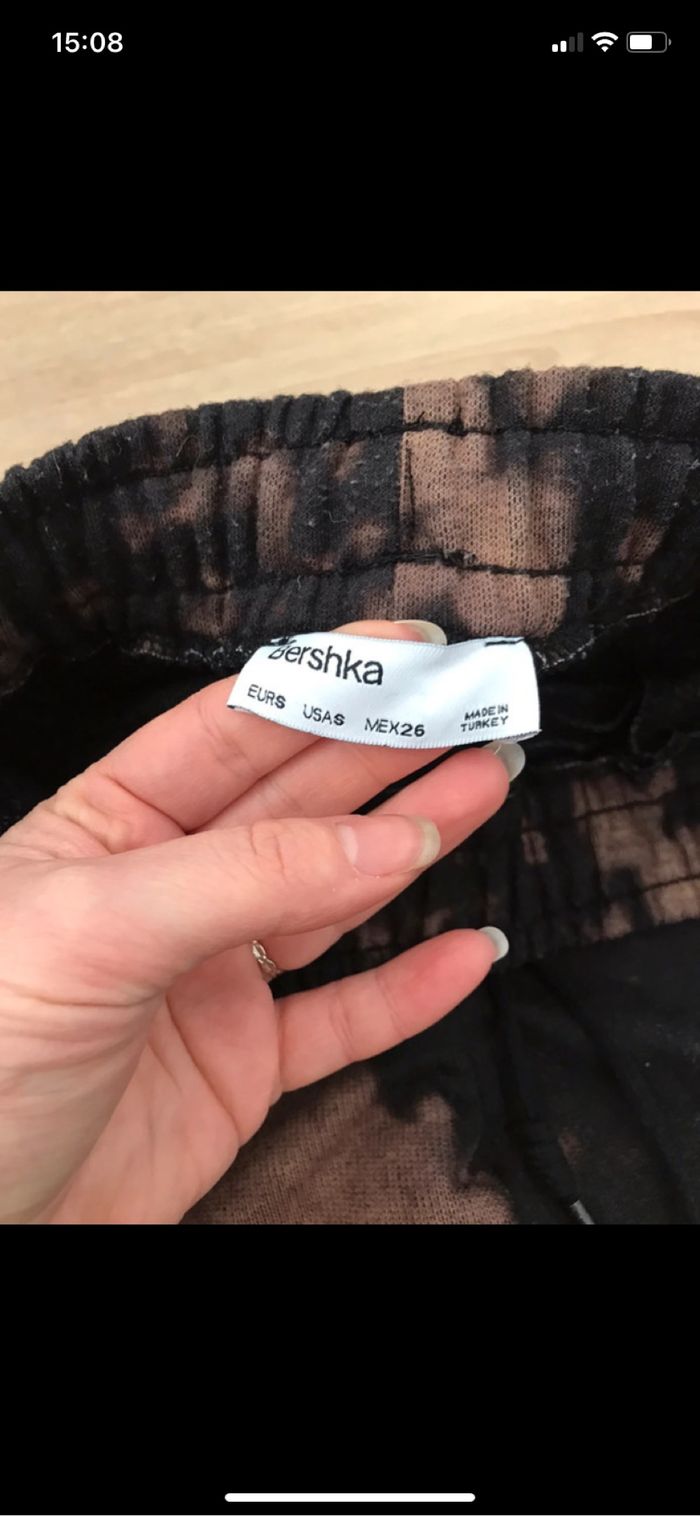 15:08
Bershka
EUR S USA S MEX 26
MADE IN
TURKEY